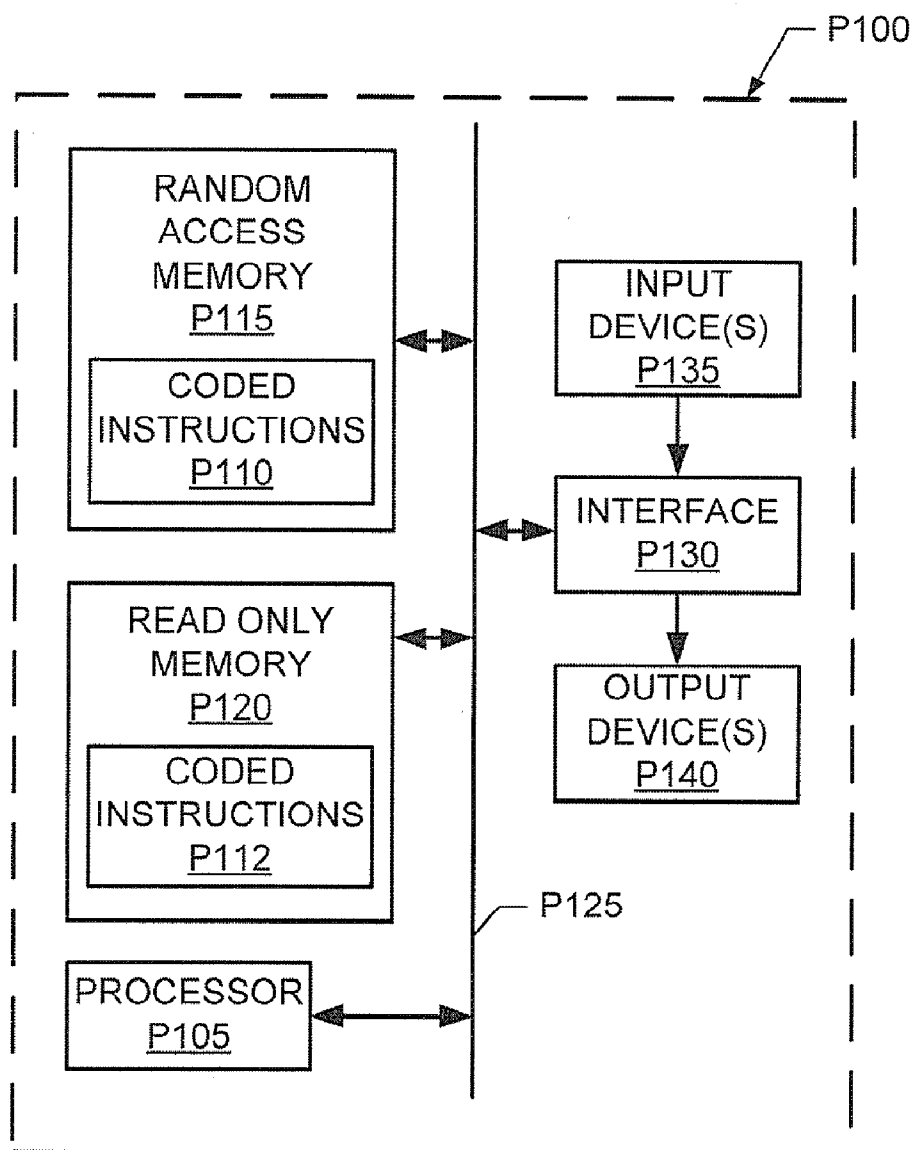 P100
RANDOM
ACCESS
MEMORY
P115
CODED
INSTRUCTIONS
P110
READ ONLY
MEMORY
P120
CODED
INSTRUCTIONS
P112
PROCESSOR
P105
P125
INPUT
DEVICE(S)
P135
INTERFACE
P130
OUTPUT
DEVICE(S)
P140